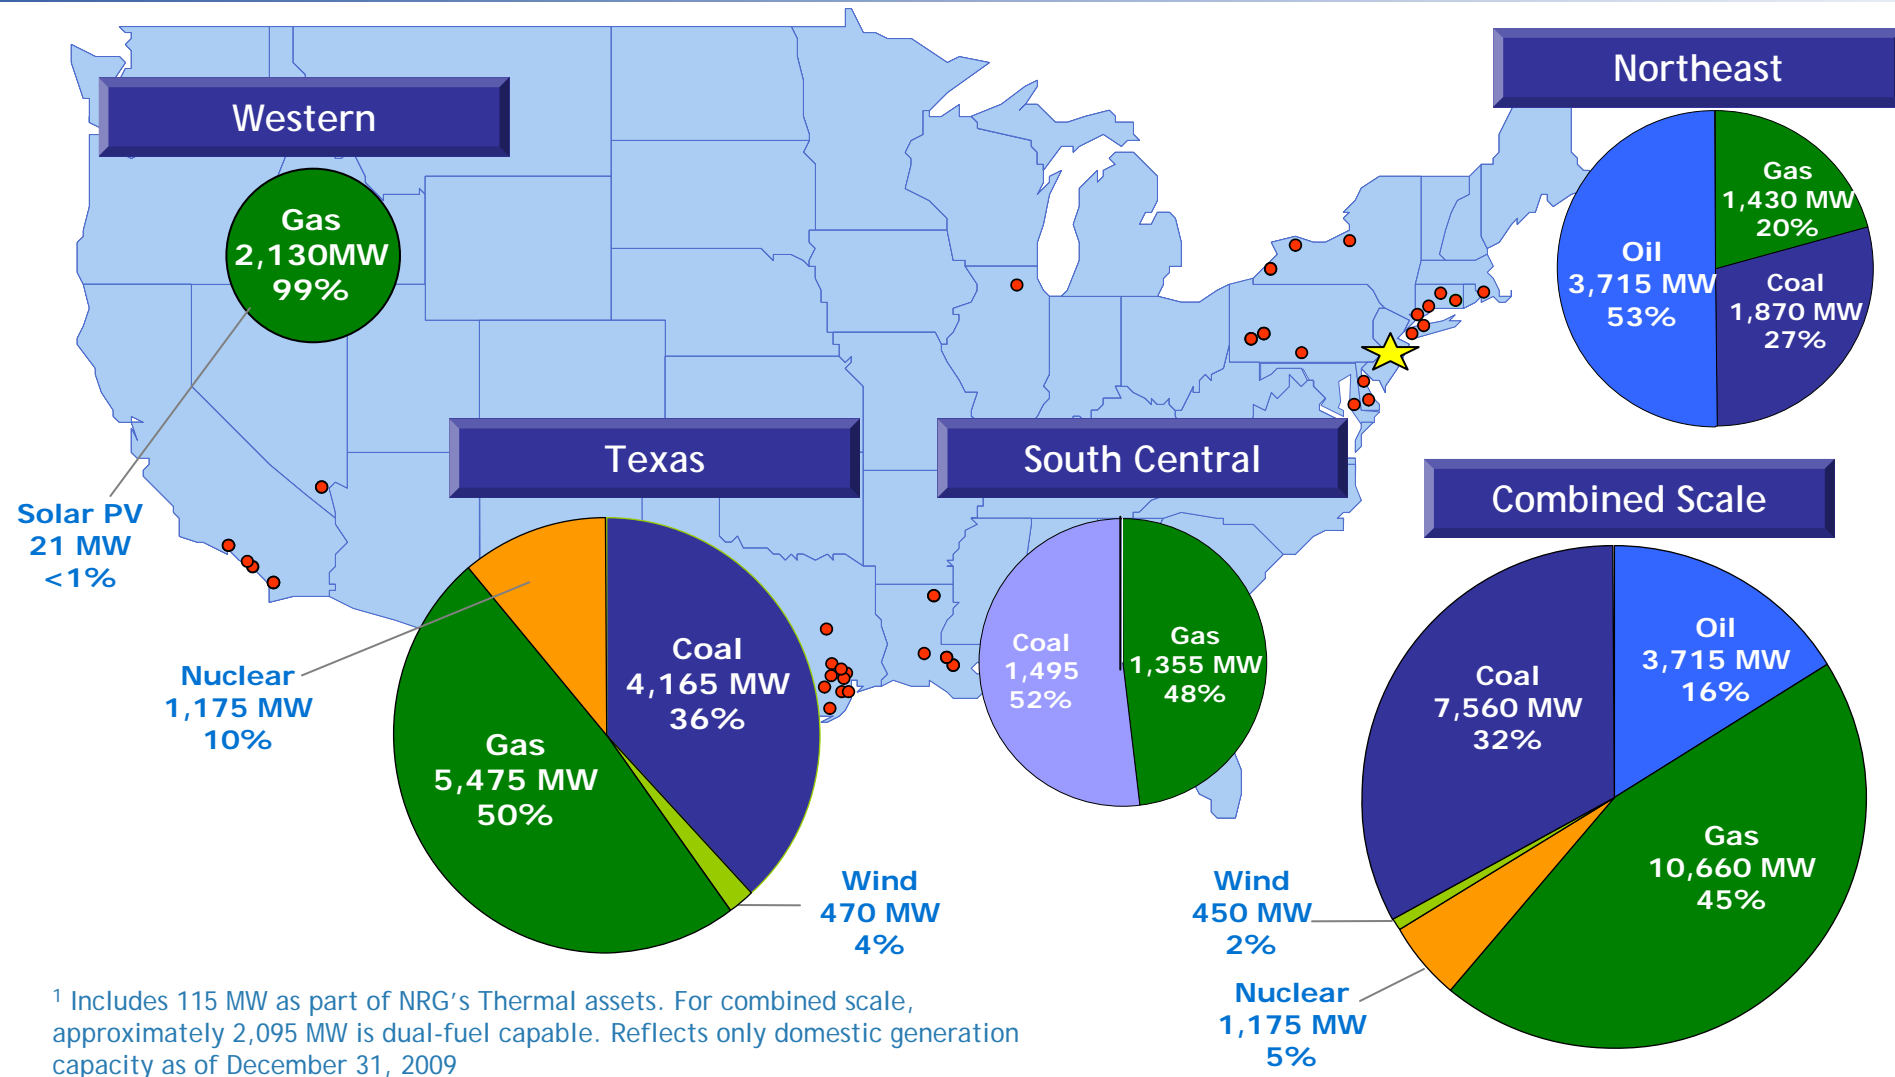 Northeast
Western
Gas
1,430 MW
20%
Oil
3,715 MW
53%
Coal
1,870 MW
27%
Gas
2,130MW
99%
Solar PV
21 MW
<1%
Texas
South Central
Combined Scale
Nuclear
1,175 MW
10%
Coal
4,165 MW
36%
Gas
5,475 MW
50%
Wind
470 MW
4%
Coal
1,495
52%
Gas
1,355 MW
48%
Coal
7,560 MW
32%
Oil
3,715 MW
16%
Gas
10,660 MW
45%
Wind
450 MW
2%
Nuclear
1,175 MW
5%
1 Includes 115 MW as part of NRG's Thermal assets. For combined scale,
approximately 2,095 MW is dual-fuel capable. Reflects only domestic generation
capacity as of December 31, 2009